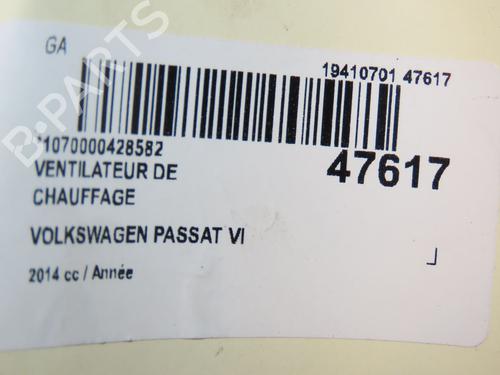 GA
19410701 47617
*1070000428582
47617
VENTILATEUR DE
CHAUFFAGE
VOLKSWAGEN PASSAT VI
2014 cc / Année
B-PARTS